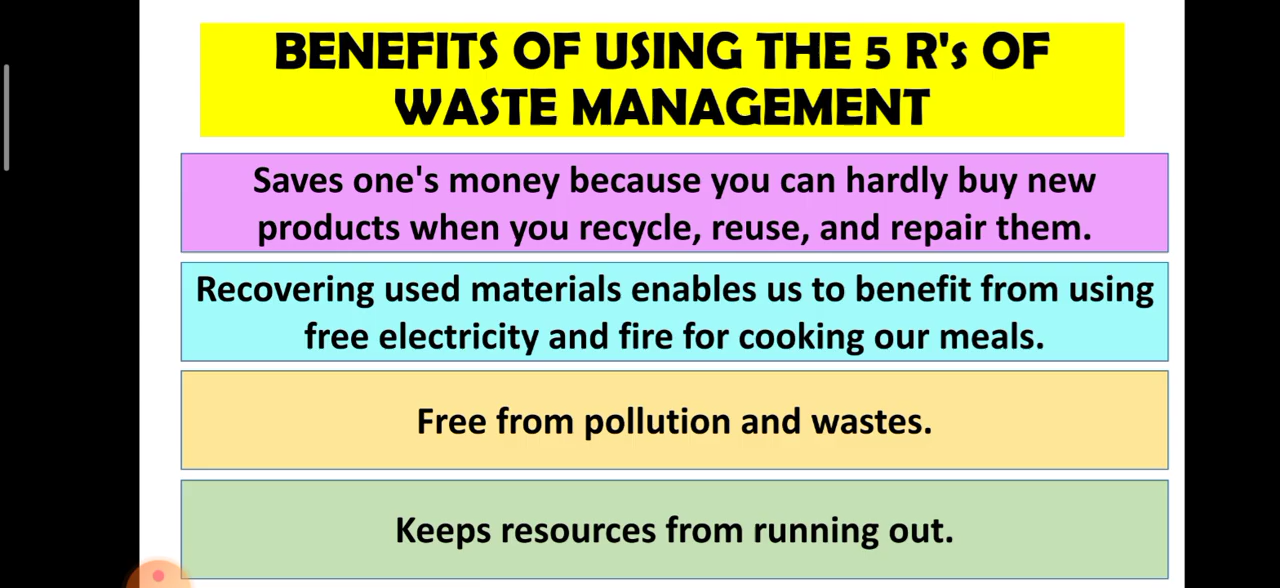 BENEFITS OF USING THE 5 R's OF
WASTE MANAGEMENT
Saves one's money because you can hardly buy new
products when you recycle, reuse, and repair them.
Recovering used materials enables us to benefit from using
free electricity and fire for cooking our meals.
Free from pollution and wastes.
Keeps resources from running out.